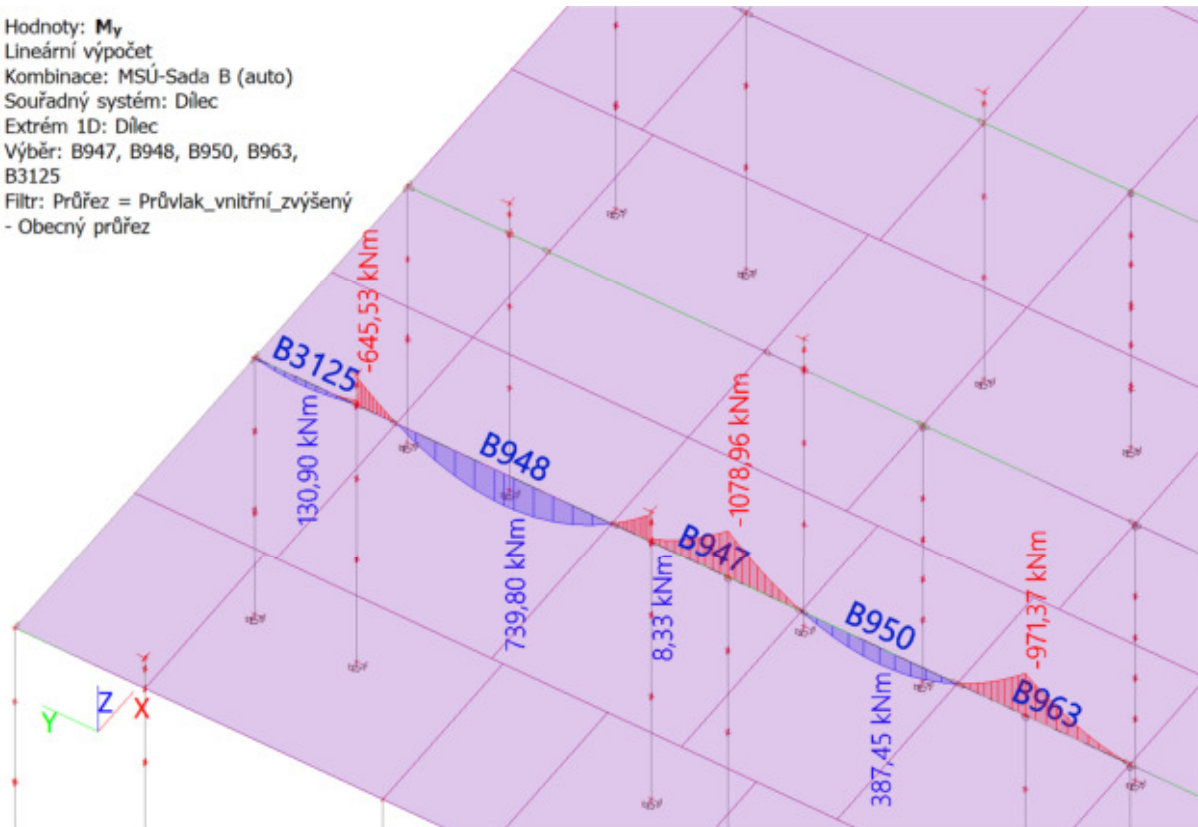 Hodnoty: My
Lineární výpočet
Kombinace: MSÚ-Sada B (auto)
Souřadný systém: Dílec
Extrém 1D: Dílec
Výběr: B947, B948, B950, B963,
B3125
Filtr: Průřez = Průvlak_vnitřní_zvýšený
- Obecný průřez
-645,53 kNm
B3125
130,90 kNm
B948
739,80 kNm
-1078,96 kNm
B947
8,33 kNm
B950
387,45 kNm
-971,37 kNm
B963
Z
Y
X